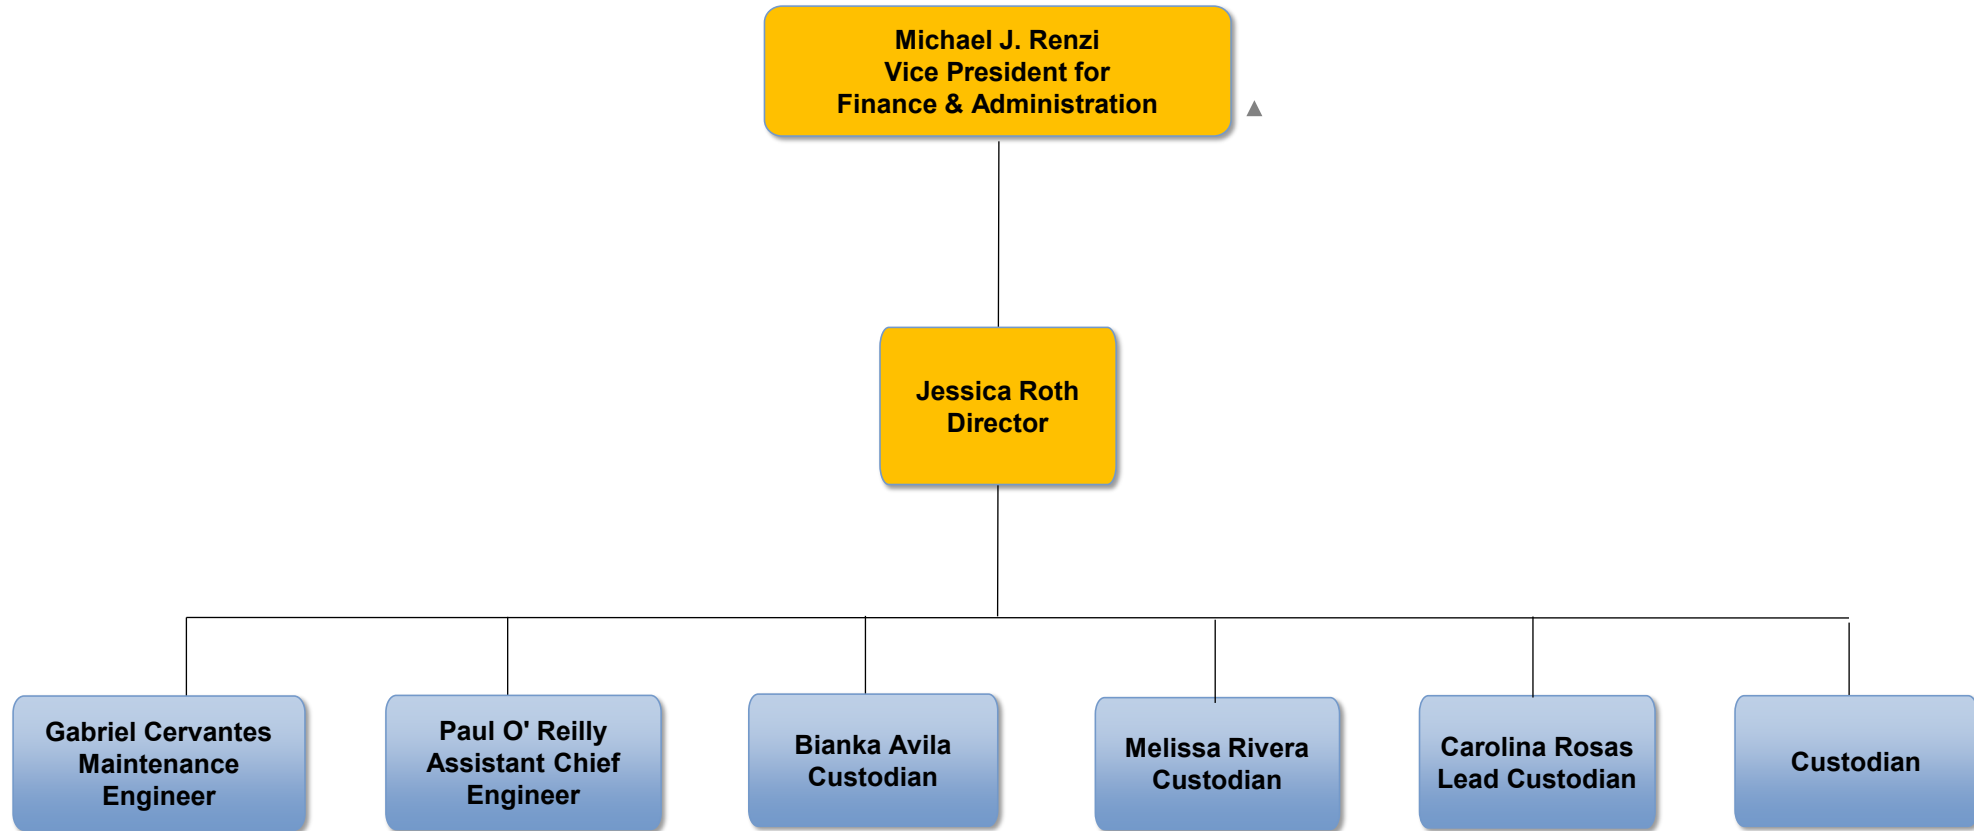 Michael J. Renzi
Vice President for
Finance & Administration
Jessica Roth
Director
Gabriel Cervantes
Maintenance
Engineer
Paul O' Reilly
Assistant Chief
Engineer
Bianka Avila
Custodian
Melissa Rivera
Custodian
Carolina Rosas
Lead Custodian
Custodian